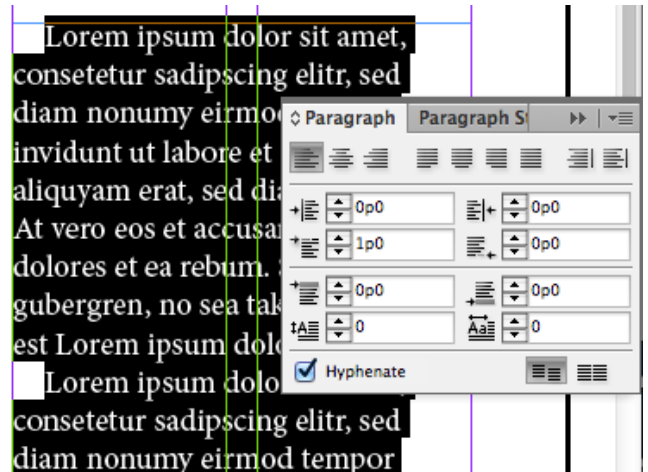 Lorem ipsum dolor sit amet,
consetetur sadipscing elitr, sed
diam nonumy eirmo
invidunt ut labore et
aliquyam erat, sed
At vero eos et accusa
dolores et ea rebum.
gubergren, no sea tak
est Lorem ipsum dolo
Lorem ipsum dolo
consetetur sadipscing elitr, sed
diam nonumy eirmod tempor
Paragraph Paragraph St
0p0 0p0
1p0 0p0
0p0 0p0
0 0
Hyphenate